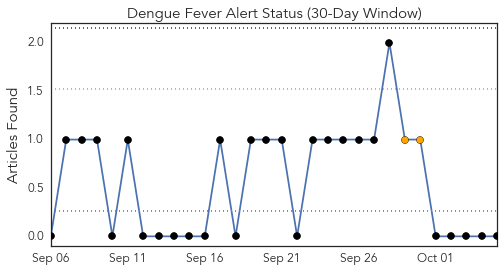 Dengue Fever Alert Status (30-Day Window)
Articles Found
2.0
1.5
1.0
0.5
0.0
Sep 06 Sep 11 Sep 16 Sep 21 Sep 26 Oct 01